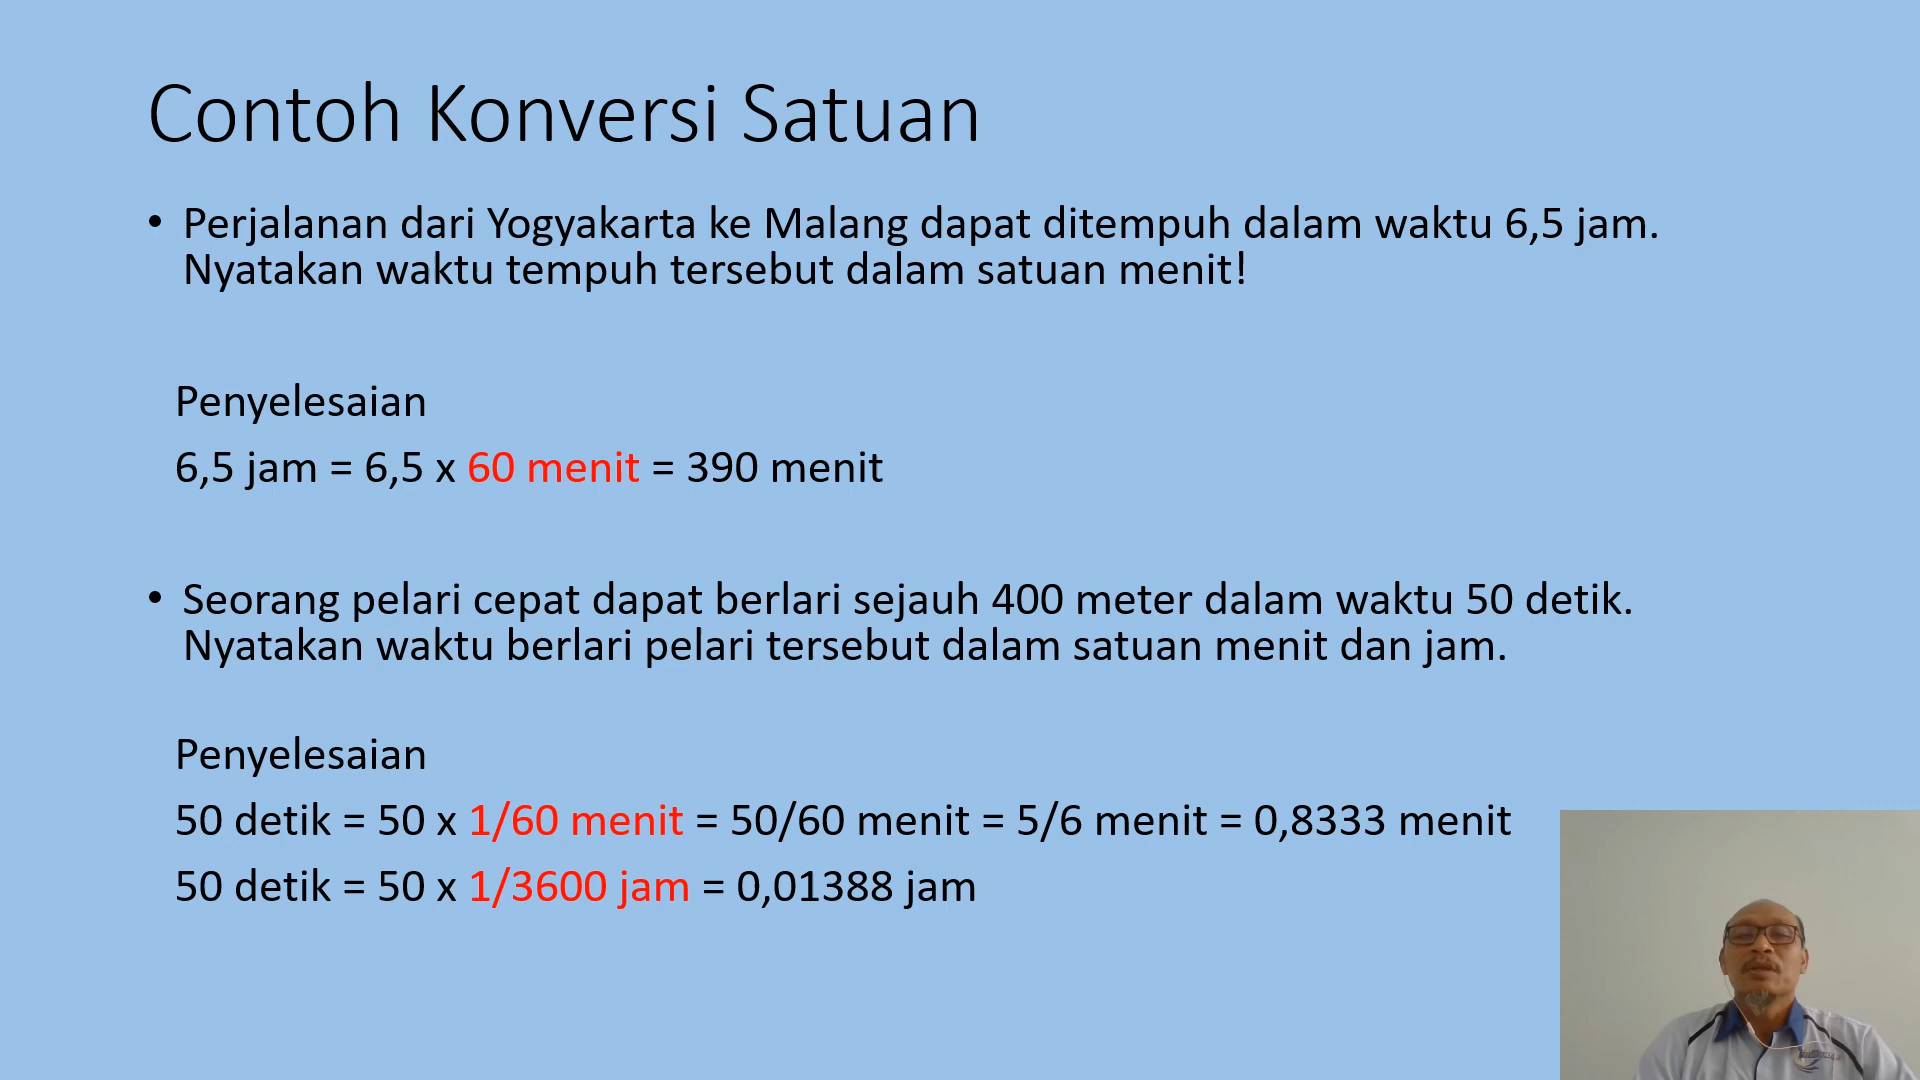 Contoh Konversi Satuan
• Perjalanan dari Yogyakarta ke Malang dapat ditempuh dalam waktu 6,5 jam.
Nyatakan waktu tempuh tersebut dalam satuan menit!
Penyelesaian
6,5 jam = 6,5 x 60 menit = 390 menit
• Seorang pelari cepat dapat berlari sejauh 400 meter dalam waktu 50 detik.
Nyatakan waktu berlari pelari tersebut dalam satuan menit dan jam.
Penyelesaian
50 detik = 50 x 1/60 menit = 50/60 menit = 5/6 menit = 0,8333 menit
50 detik = 50 x 1/3600 jam = 0,01388 jam